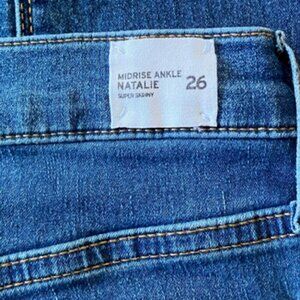 MIDRISE ANKLE
NATALIE 26
SUPER SKINNY